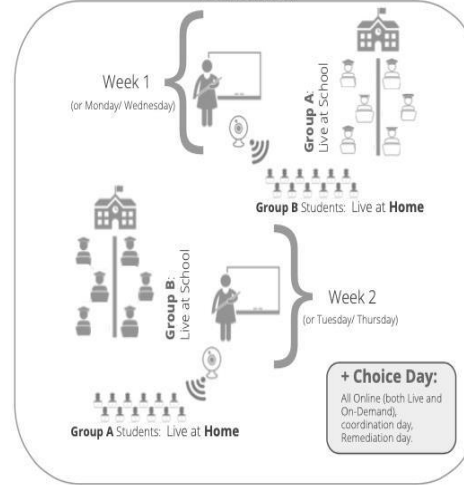 Week 1
(or Monday/ Wednesday)
Group A:
Live at School
Group B Students: Live at Home
Group B:
Live at School
Week 2
(or Tuesday/ Thursday)
Group A Students: Live at Home
+ Choice Day:
All Online (both Live and
On-Demand),
coordination day,
Remediation day.